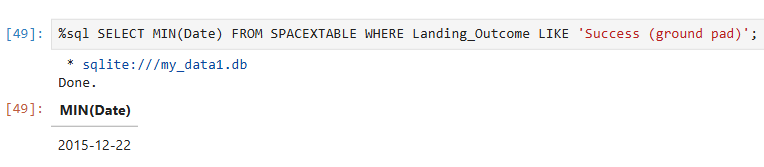 [49]: %sql SELECT MIN(Date) FROM SPACEXTABLE WHERE Landing_Outcome LIKE 'Success (ground pad)';
* sqlite:///my_data1.db
Done.
[49]: MIN(Date)
2015-12-22